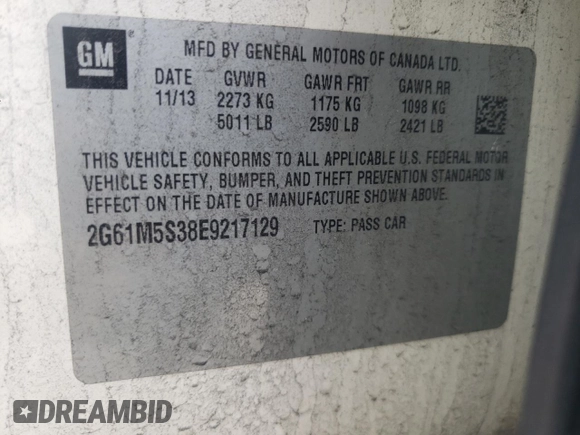 GM
MFD BY GENERAL MOTORS OF CANADA LTD.
DATE GVWR GAWR FRT GAWR RR
11/13 2273 KG 1175 KG 1098 KG
5011 LB 2590 LB 2421 LB
THIS VEHICLE CONFORMS TO ALL APPLICABLE U.S. FEDERAL MOTOR
VEHICLE SAFETY, BUMPER, AND THEFT PREVENTION STANDARDS IN
EFFECT ON THE DATE OF MANUFACTURE SHOWN ABOVE.
2G61M5S38E9217129 TYPE: PASS CAR
DREAMBID